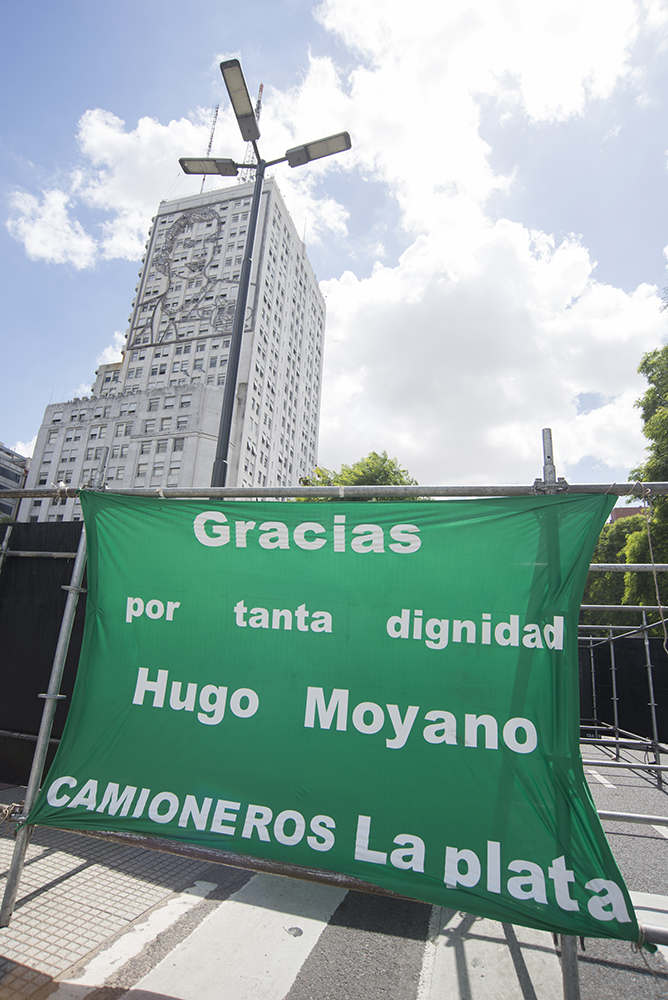 Gracias
por tanta dignidad
Hugo Moyano
CAMIONEROS La plata